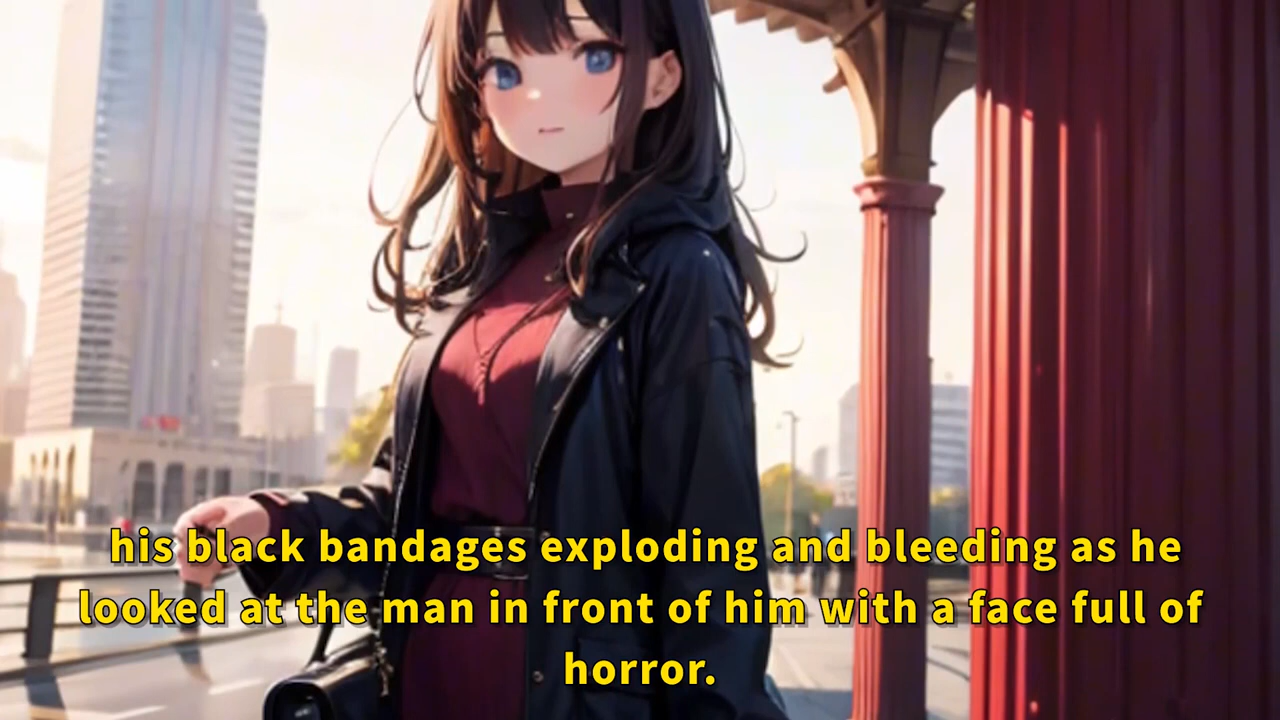 his black bandages exploding and bleeding as he
looked at the man in front of him with a face full of
horror.